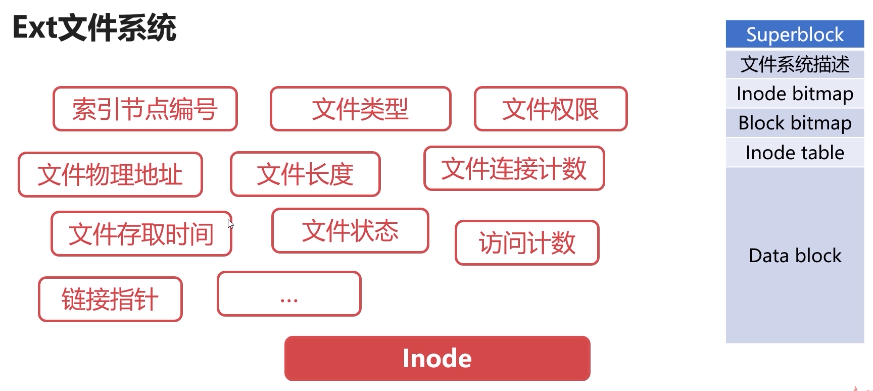 Ext文件系统
索引节点编号
文件类型
文件权限
文件物理地址
文件长度
文件连接计数
文件存取时间
文件状态
访问计数
链接指针
...
Inode
Superblock
文件系统描述
Inode bitmap
Block bitmap
Inode table
Data block